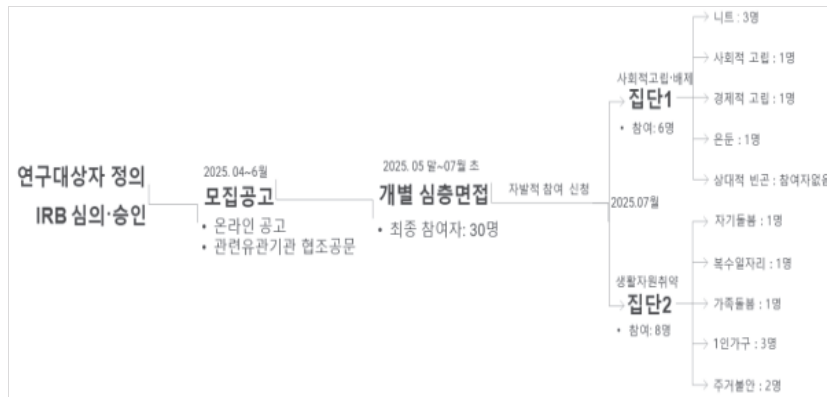 연구대상자 정의
IRB 심의·승인
2025. 04~6월
모집공고
• 온라인 공고
• 관련유관기관 협조공문
2025. 05 말~07월 초
개별 심층면접
• 최종 참여자: 30명
자발적 참여 신청
2025.07월
사회적고립·배제
집단1
• 참여: 6명
니트 : 3명
사회적 고립 : 1명
경제적 고립 : 1명
은둔 : 1명
상대적 빈곤 : 참여자없음
생활자원취약
집단2
• 참여: 8명
자기돌봄 : 1명
복수일자리 : 1명
가족돌봄 : 1명
1인가구 : 3명
주거불안 : 2명